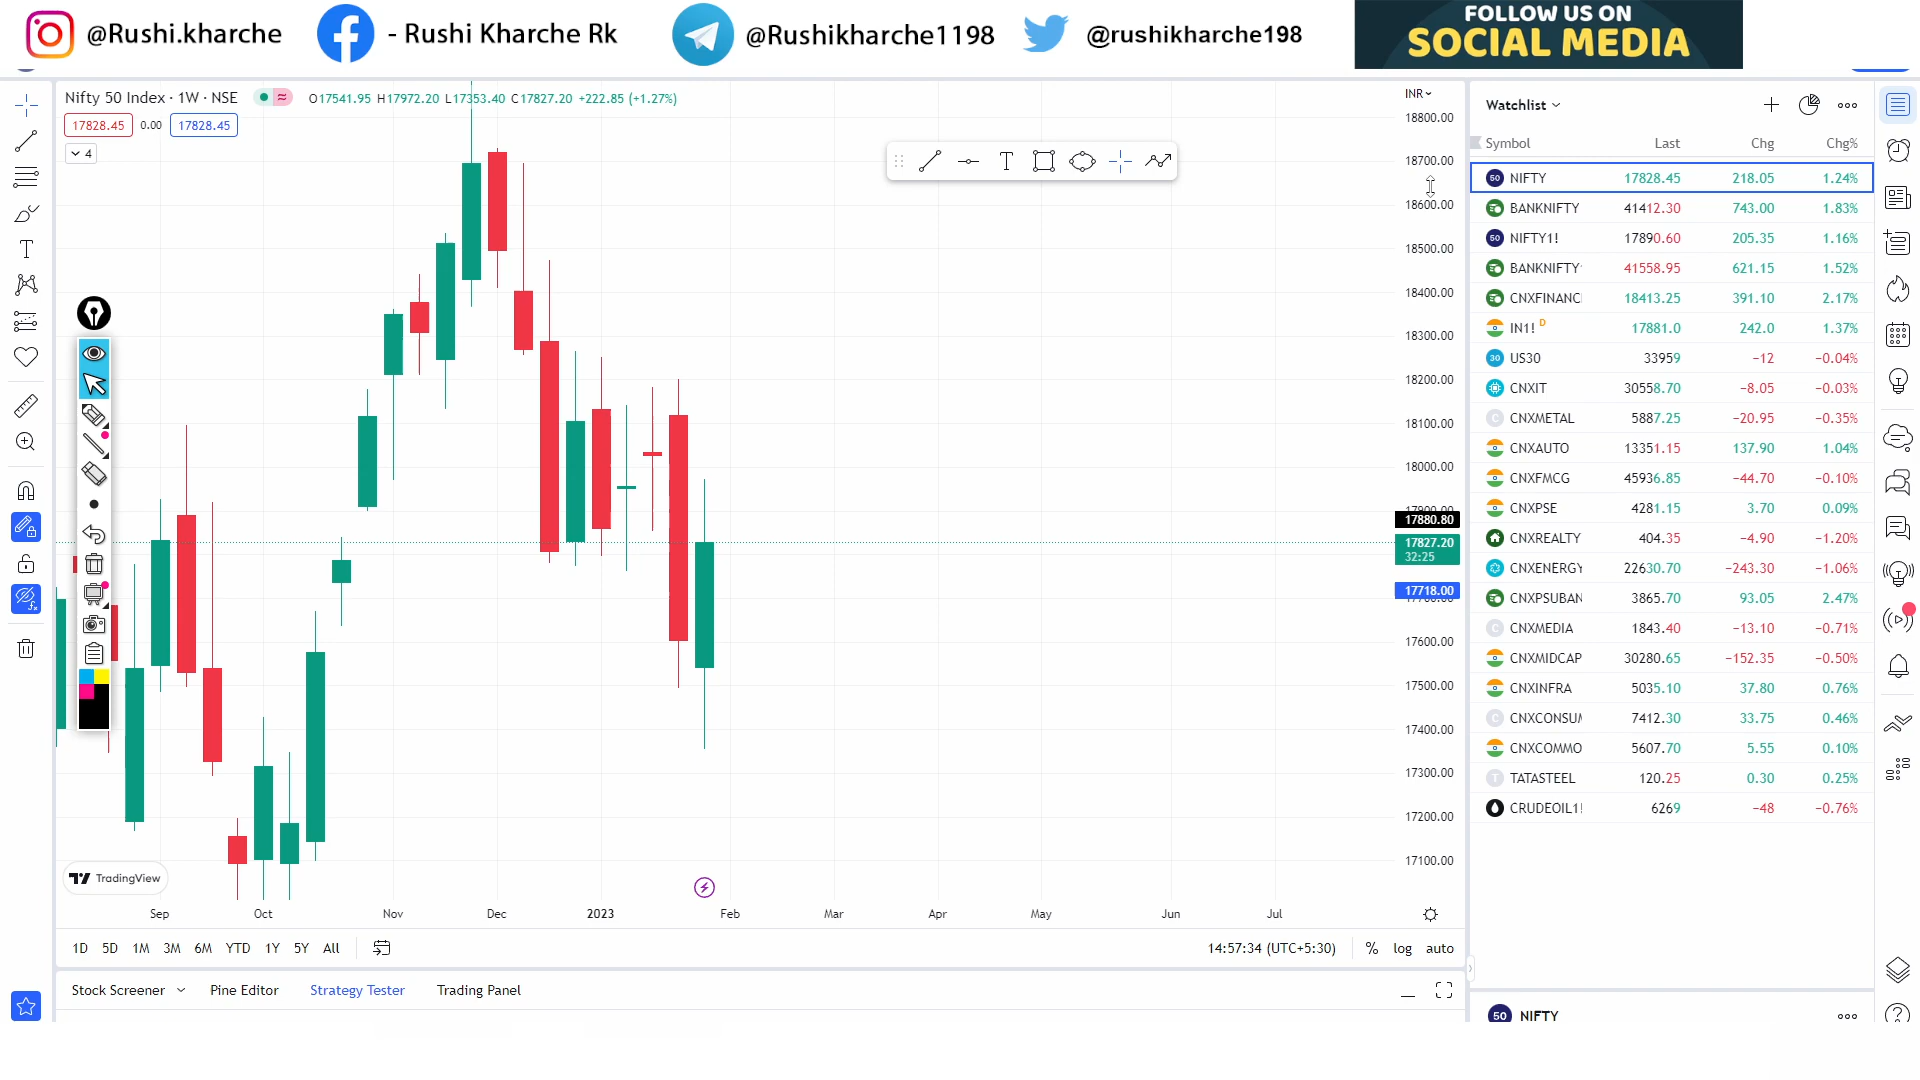 @Rushi.kharche
- Rushi Kharche Rk
@Rushikharche1198
@rushikharche198
FOLLOW US ON
SOCIAL MEDIA
Nifty 50 Index · 1W · NSE
O17541.95 H17972.20 L17353.40 C17827.20 +222.85 (+1.27%)
17828.45 0.00 17828.45
4
INR
18800.00
18700.00
18600.00
18500.00
18400.00
18300.00
18200.00
18100.00
18000.00
17880.80
17827.20
32:25
17718.00
17600.00
17500.00
17400.00
17300.00
17200.00
17100.00
TradingView
Sep Oct Nov Dec 2023 Feb Mar Apr May Jun Jul
1D 5D 1M 3M 6M YTD 1Y 5Y All
14:57:34 (UTC+5:30) % log auto
Stock Screener Pine Editor Strategy Tester Trading Panel
Watchlist
Symbol Last Chg Chg%
50 NIFTY 17828.45 218.05 1.24%
BANKNIFTY 41412.30 743.00 1.83%
50 NIFTY1! 17890.60 205.35 1.16%
BANKNIFTY 41558.95 621.15 1.52%
CNXFINANC 18413.25 391.10 2.17%
IN1! D 17881.0 242.0 1.37%
30 US30 33959 −12 −0.04%
CNXIT 30558.70 −8.05 −0.03%
C CNXMETAL 5887.25 −20.95 −0.35%
CNXAUTO 13351.15 137.90 1.04%
CNXFMCG 45936.85 −44.70 −0.10%
CNXPSE 4281.15 3.70 0.09%
CNXREALTY 404.35 −4.90 −1.20%
CNXENERGY 22630.70 −243.30 −1.06%
CNXPSUBAN 3865.70 93.05 2.47%
C CNXMEDIA 1843.40 −13.10 −0.71%
CNXMIDCAP 30280.65 −152.35 −0.50%
CNXINFRA 5035.10 37.80 0.76%
C CNXCONSUM 7412.30 33.75 0.46%
CNXCOMMO 5607.70 5.55 0.10%
T TATASTEEL 120.25 0.30 0.25%
CRUDEOIL1! 6269 −48 −0.76%
50 NIFTY